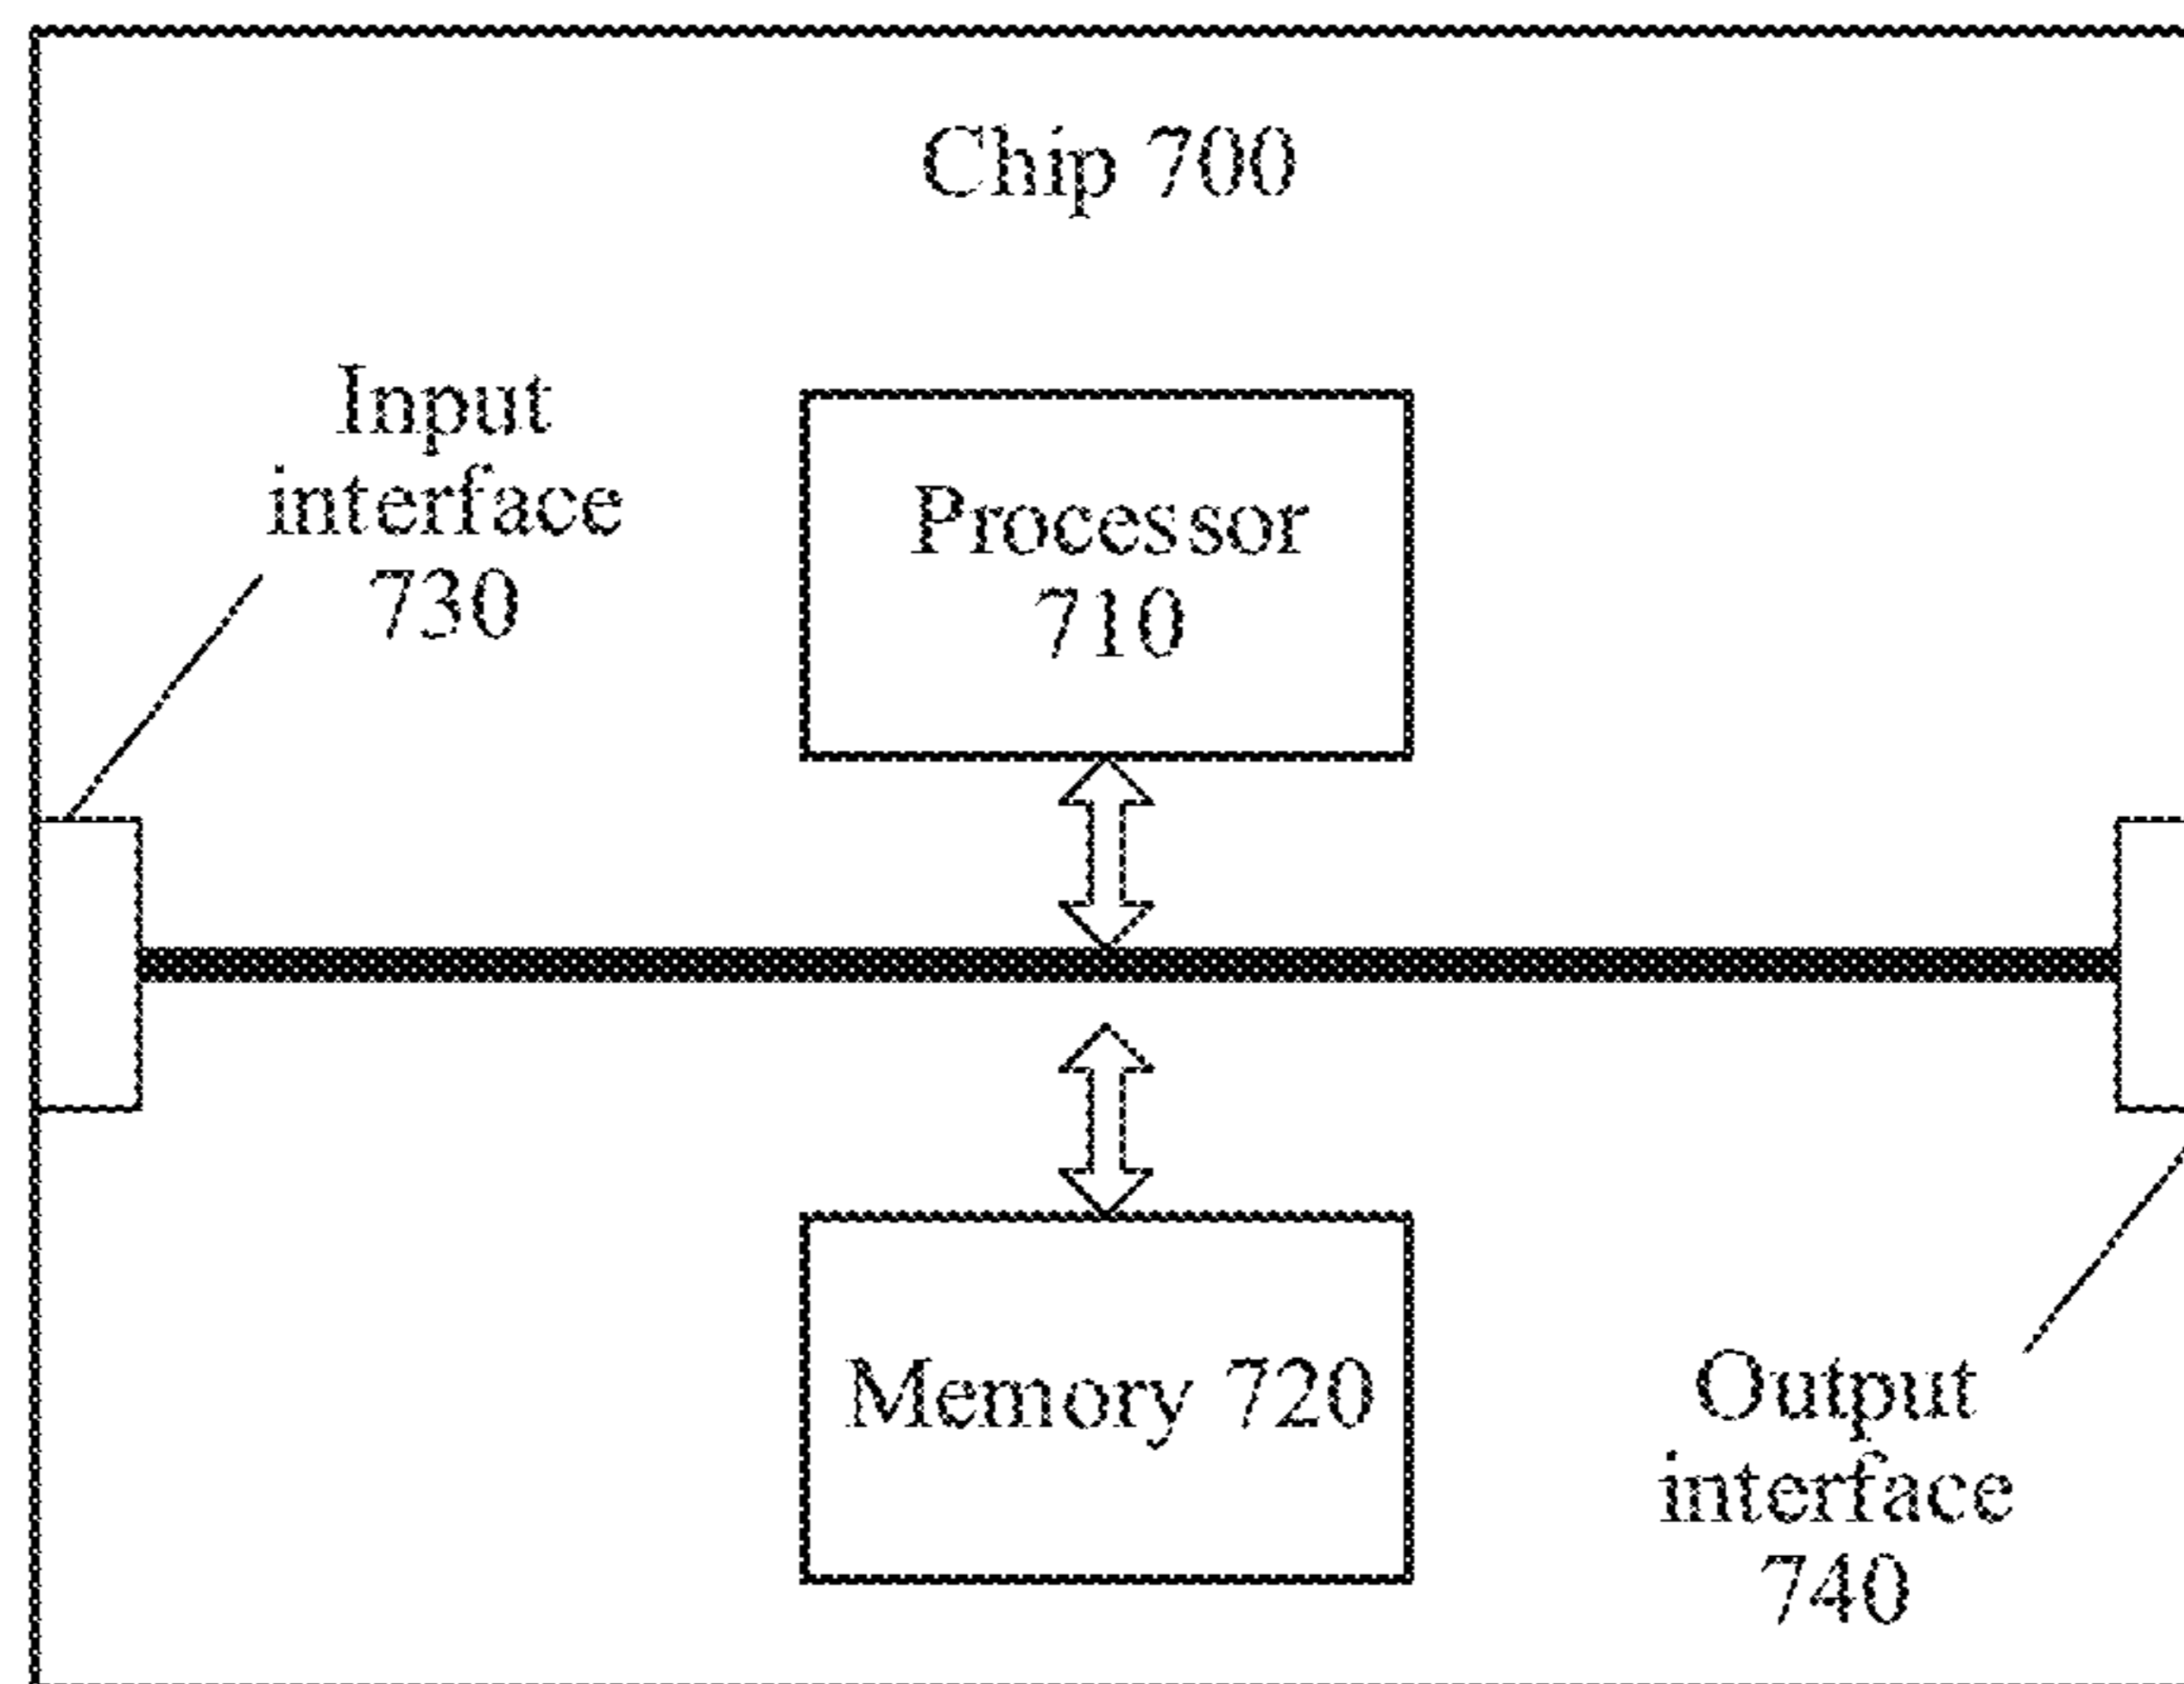 Chip 700
Input
interface
730
Processor
710
Memory 720
Output
interface
740